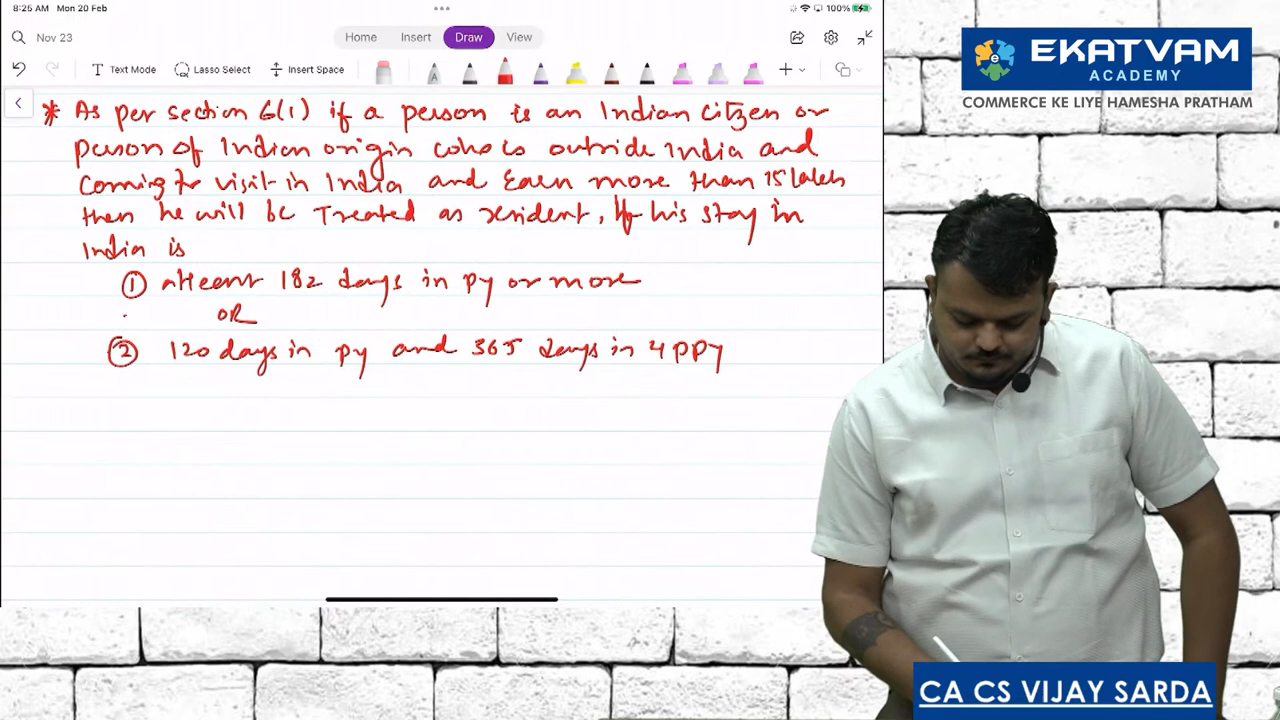 8:25 AM Mon 20 Feb
100%
Nov 23
Home Insert Draw View
Text Mode Lasso Select Insert Space
* As per section 6(1) if a person is an Indian Citizen or
person of Indian origin who is outside India and
Coming to visit in India and Earn more than 15 lakh
then he will be Treated as resident, If his stay in
India is
① atleast 182 days in py or more
OR
② 120 days in py and 365 days in 4 PPY
EKATVAM
ACADEMY
COMMERCE KE LIYE HAMESHA PRATHAM
CA CS VIJAY SARDA